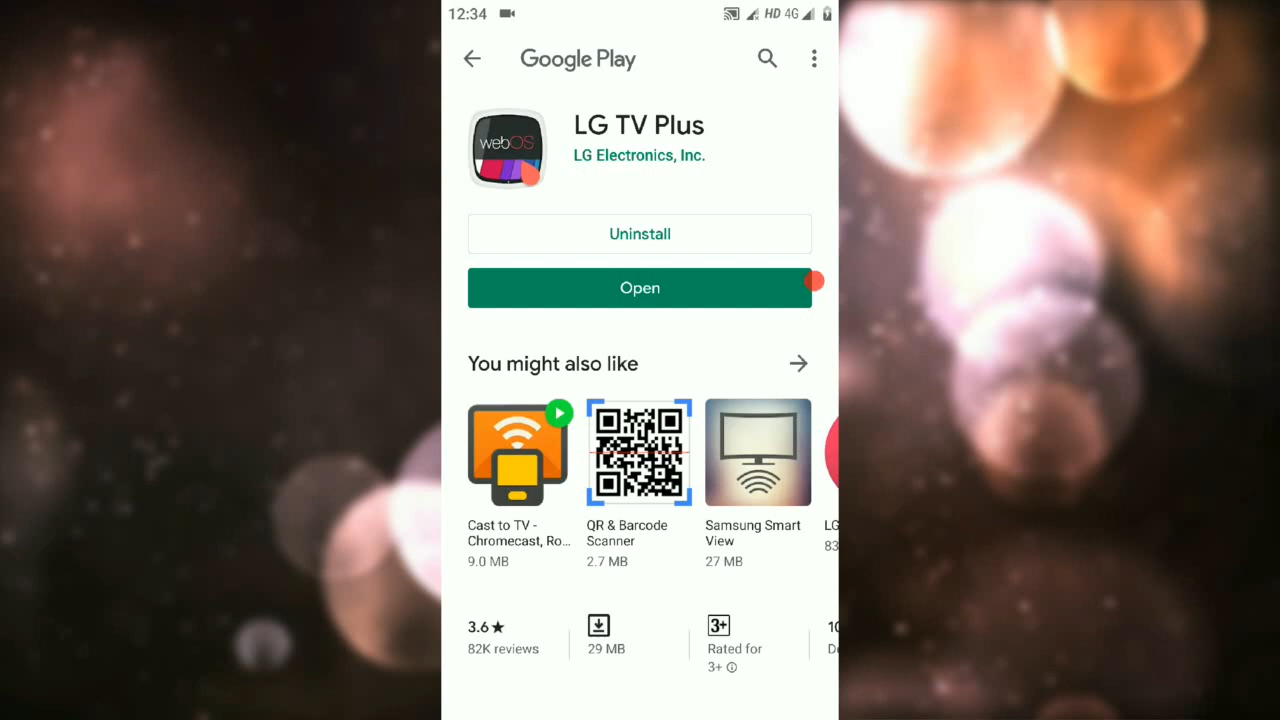 12:34 HD 4G
Google Play
webOS
LG TV Plus
LG Electronics, Inc.
Uninstall
Open
You might also like
Cast to TV - QR & Barcode Samsung Smart LG
Chromecast, Ro... Scanner View 83
9.0 MB 2.7 MB 27 MB
3.6★ 3+ 10
82K reviews 29 MB Rated for
3+